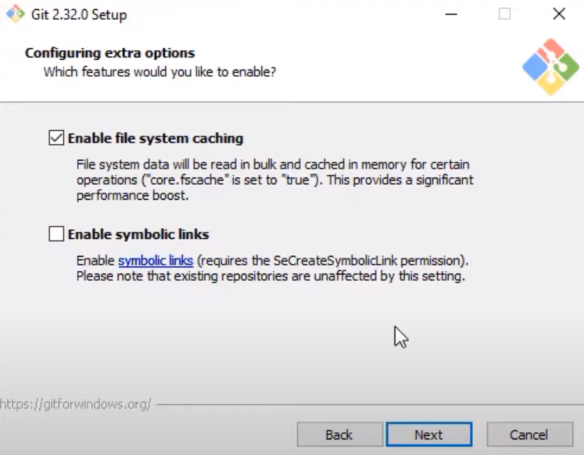 Git 2.32.0 Setup
Configuring extra options
Which features would you like to enable?
Enable file system caching
File system data will be read in bulk and cached in memory for certain
operations ("core.fscache" is set to "true"). This provides a significant
performance boost.
Enable symbolic links
Enable symbolic links (requires the SeCreateSymbolicLink permission).
Please note that existing repositories are unaffected by this setting.
https://gitforwindows.org/
Back
Next
Cancel